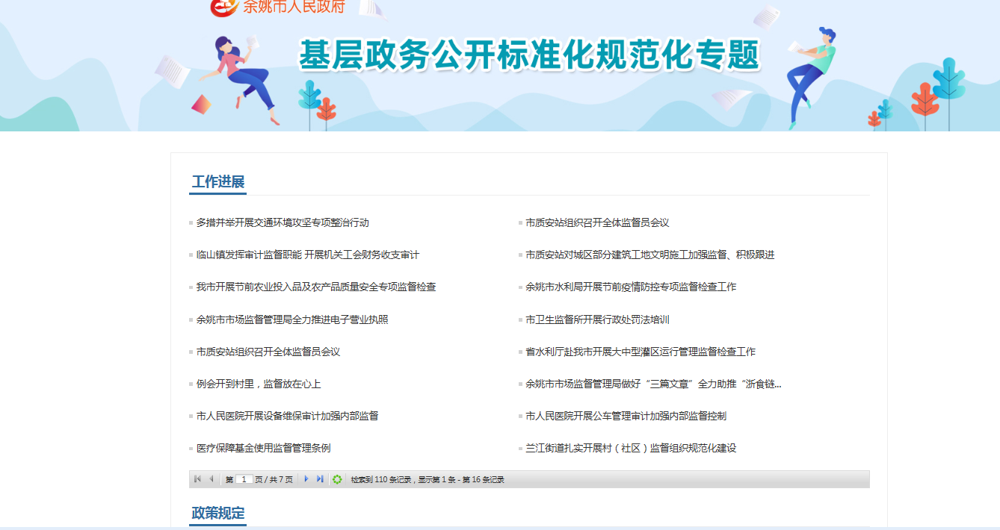 余姚市人民政府
基层政务公开标准化规范化专题
工作进展
多措并举开展交通环境攻坚专项整治行动
市质安站组织召开全体监督员会议
临山镇发挥审计监督职能 开展机关工会财务收支审计
市质安站对城区部分建筑工地文明施工加强监督、积极跟进
我市开展节前农业投入品及农产品质量安全专项监督检查
余姚市水利局开展节前疫情防控专项监督检查工作
余姚市市场监督管理局全力推进电子营业执照
市卫生监督所开展行政处罚法培训
市质安站组织召开全体监督员会议
省水利厅赴我市开展大中型灌区运行管理监督检查工作
例会开到村里，监督放在心上
余姚市市场监督管理局做好“三篇文章”全力助推“浙食链...
市人民医院开展设备维保审计加强内部监督
市人民医院开展公车管理审计加强内部监督控制
医疗保障基金使用监督管理条例
兰江街道扎实开展村（社区）监督组织规范化建设
第 1 页 / 共 7 页 检索到 110 条记录，显示第 1 条 - 第 16 条记录
政策规定